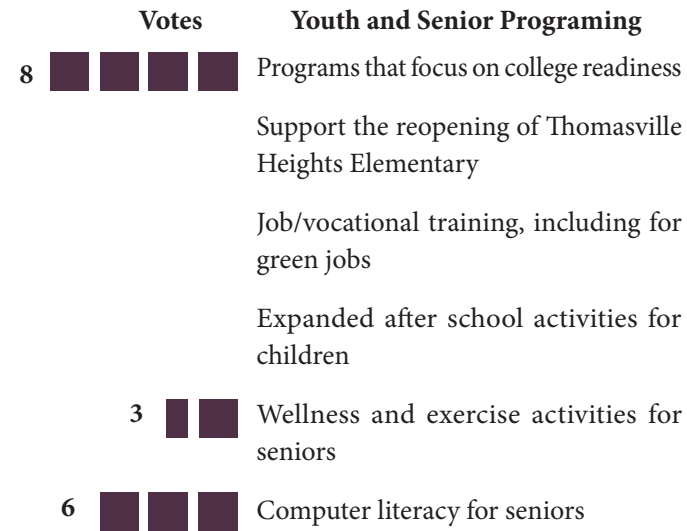 Votes Youth and Senior Programing
8 Programs that focus on college readiness
Support the reopening of Thomasville
Heights Elementary
Job/vocational training, including for
green jobs
Expanded after school activities for
children
3 Wellness and exercise activities for
seniors
6 Computer literacy for seniors